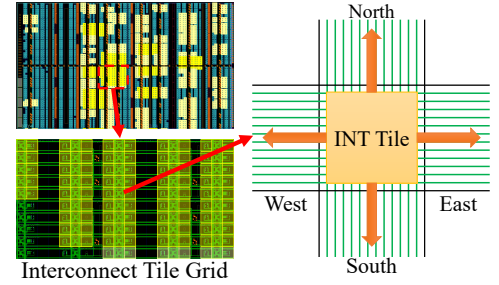 North
INT Tile
West
East
South
Interconnect Tile Grid